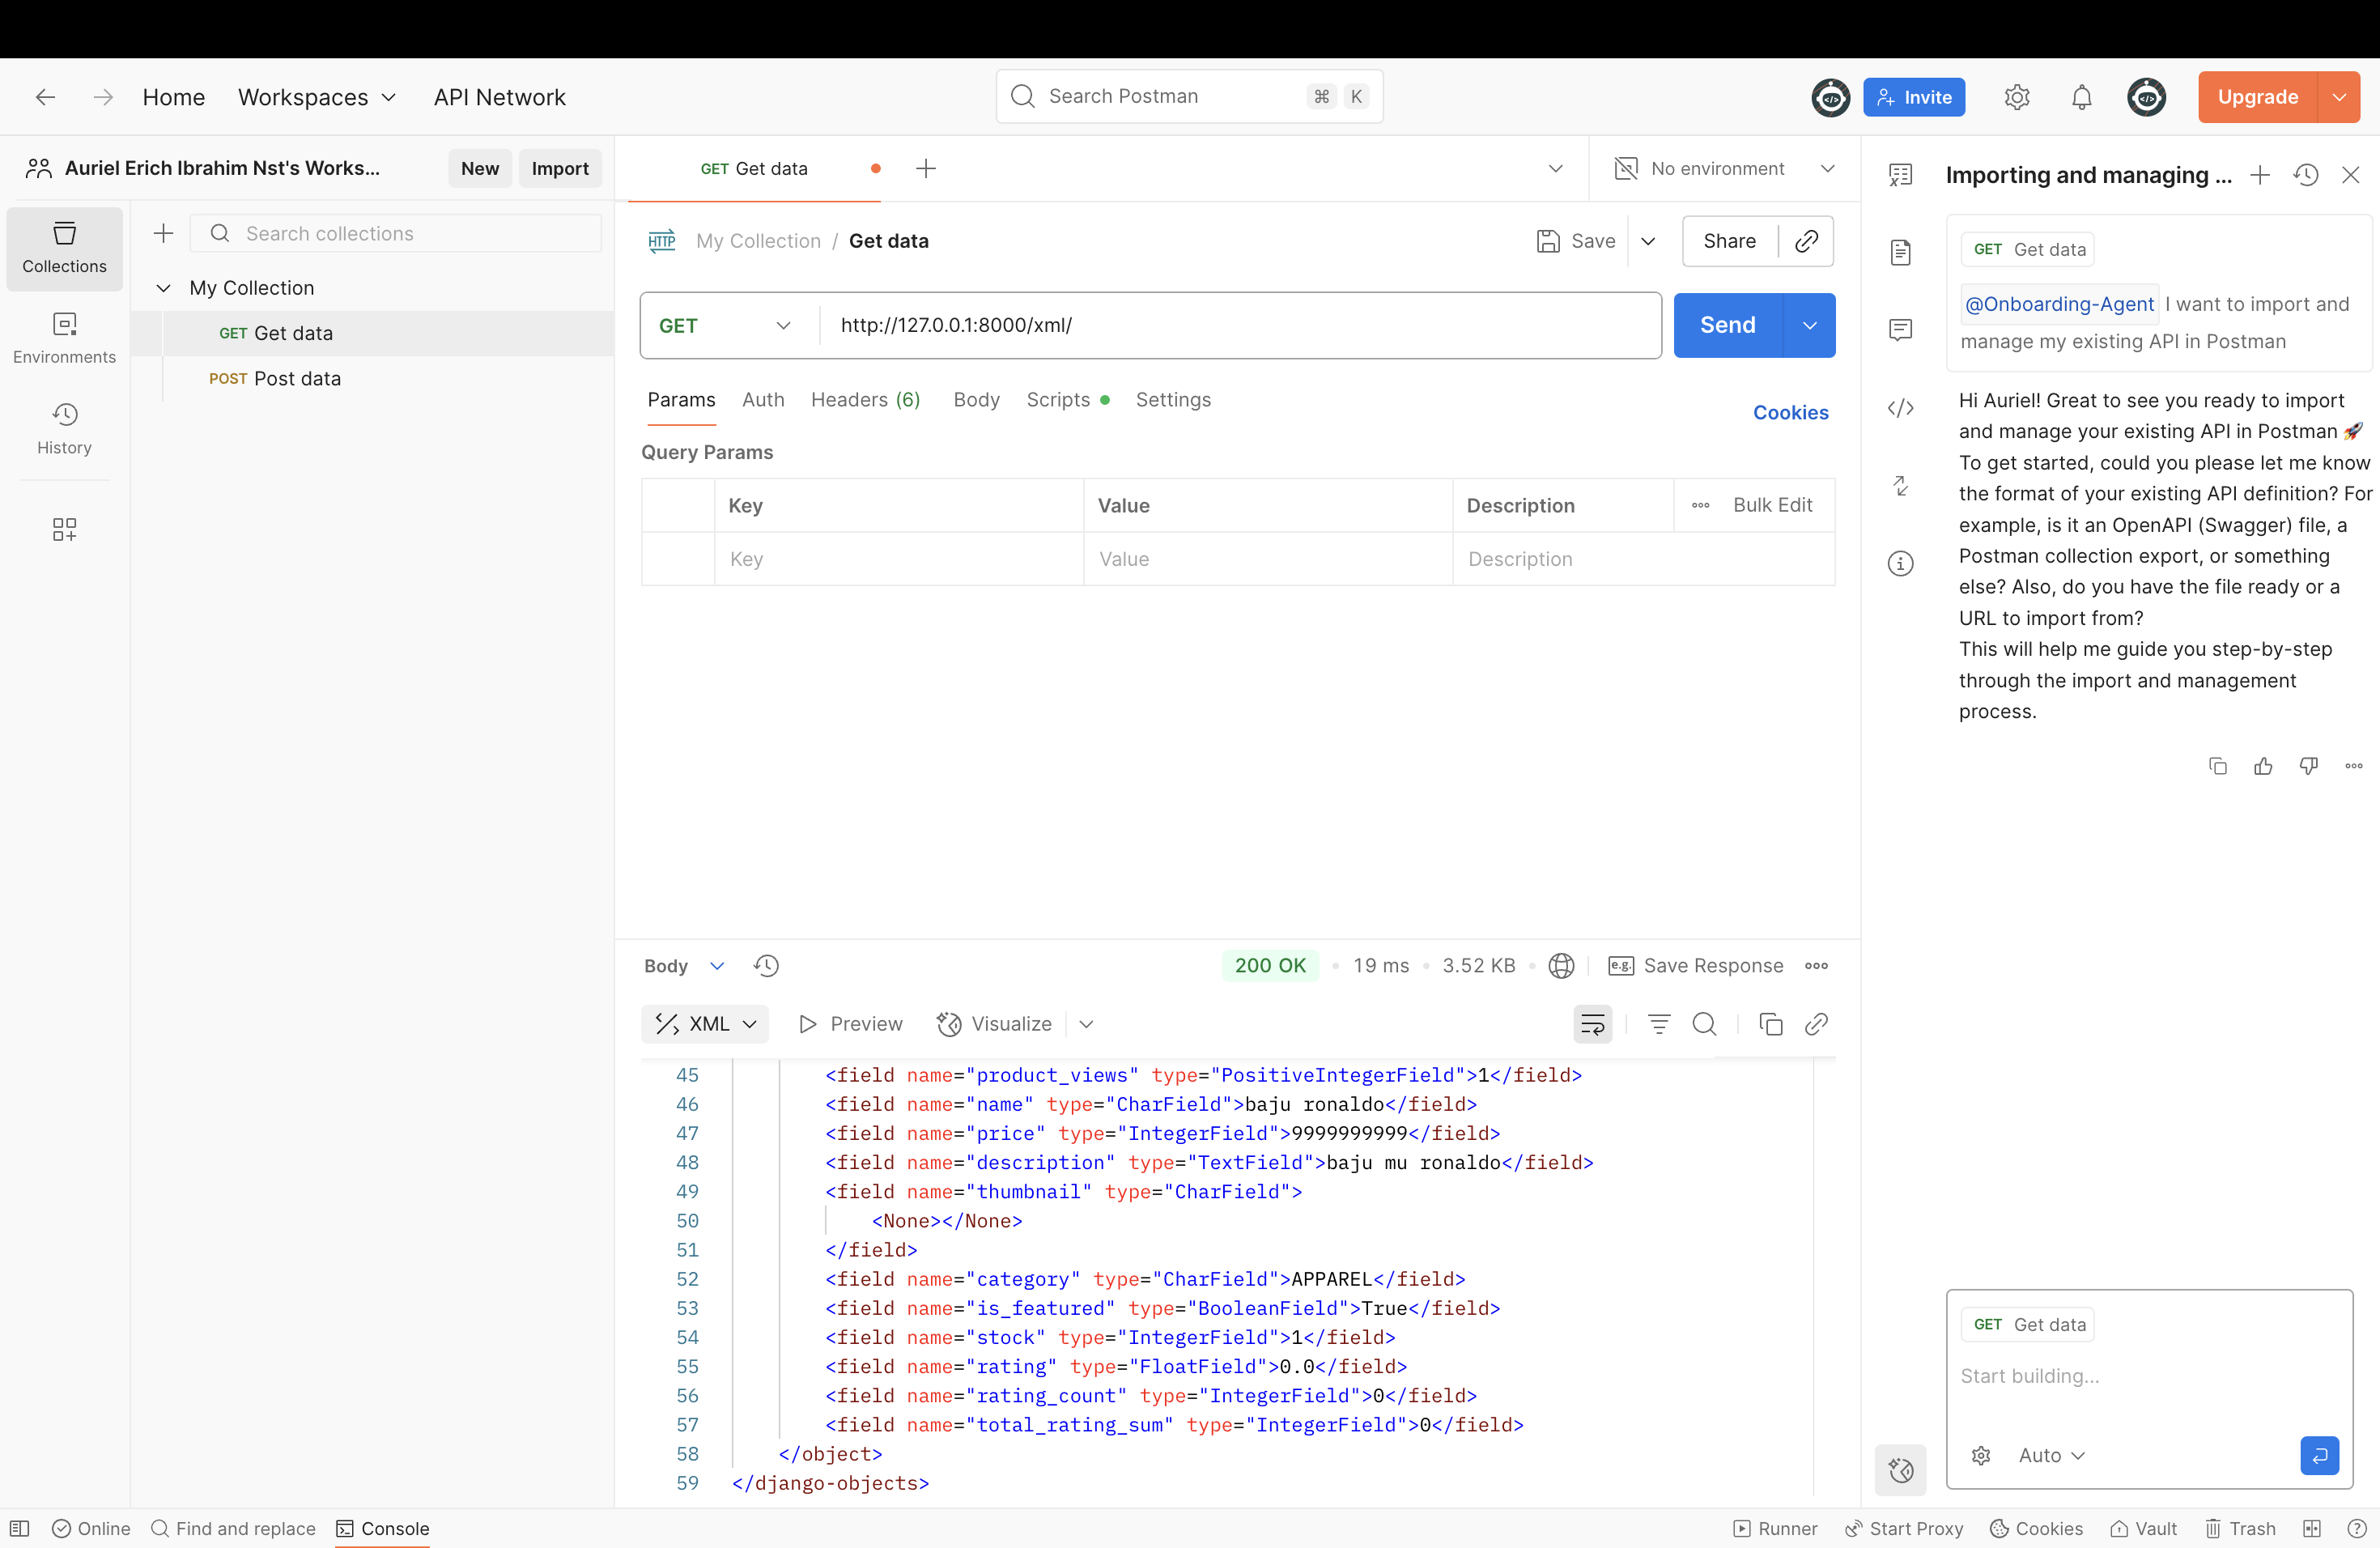 Home Workspaces API Network
Search Postman ⌘ K
Invite
Upgrade
Auriel Erich Ibrahim Nst's Works... New Import
Collections
Environments
History
Search collections
My Collection
GET Get data
POST Post data
GET Get data
No environment
HTTP My Collection / Get data
Save
Share
GET http://127.0.0.1:8000/xml/
Send
Params Auth Headers (6) Body Scripts Settings
Cookies
Query Params
Key Value Description Bulk Edit
Key Value Description
Body
200 OK • 19 ms • 3.52 KB • e.g. Save Response
XML Preview Visualize
45 <field name="product_views" type="PositiveIntegerField">1</field>
46 <field name="name" type="CharField">baju ronaldo</field>
47 <field name="price" type="IntegerField">9999999999</field>
48 <field name="description" type="TextField">baju mu ronaldo</field>
49 <field name="thumbnail" type="CharField">
50 <None></None>
51 </field>
52 <field name="category" type="CharField">APPAREL</field>
53 <field name="is_featured" type="BooleanField">True</field>
54 <field name="stock" type="IntegerField">1</field>
55 <field name="rating" type="FloatField">0.0</field>
56 <field name="rating_count" type="IntegerField">0</field>
57 <field name="total_rating_sum" type="IntegerField">0</field>
58 </object>
59 </django-objects>
Importing and managing ...
GET Get data
@Onboarding-Agent I want to import and
manage my existing API in Postman
Hi Auriel! Great to see you ready to import
and manage your existing API in Postman 🚀
To get started, could you please let me know
the format of your existing API definition? For
example, is it an OpenAPI (Swagger) file, a
Postman collection export, or something
else? Also, do you have the file ready or a
URL to import from?
This will help me guide you step-by-step
through the import and management
process.
GET Get data
Start building...
Auto
Online Find and replace Console
Runner Start Proxy Cookies Vault Trash